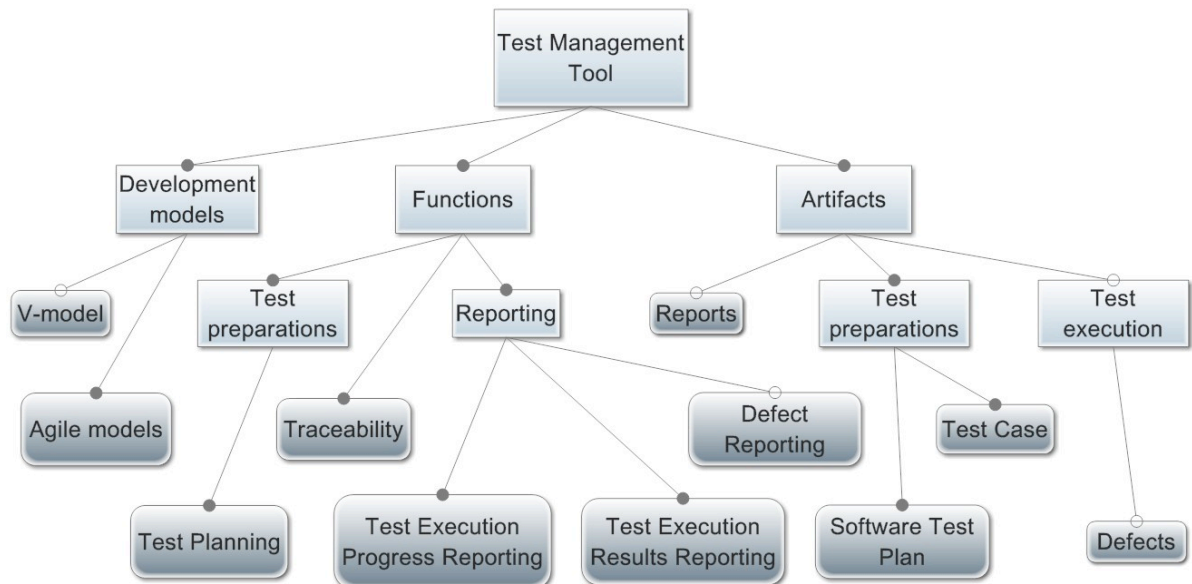 Test Management
Tool
Development
models
Functions
Artifacts
V-model
Test
preparations
Reporting
Reports
Test
preparations
Test
execution
Agile models
Traceability
Defect
Reporting
Test Case
Test Planning
Test Execution
Progress Reporting
Test Execution
Results Reporting
Software Test
Plan
Defects